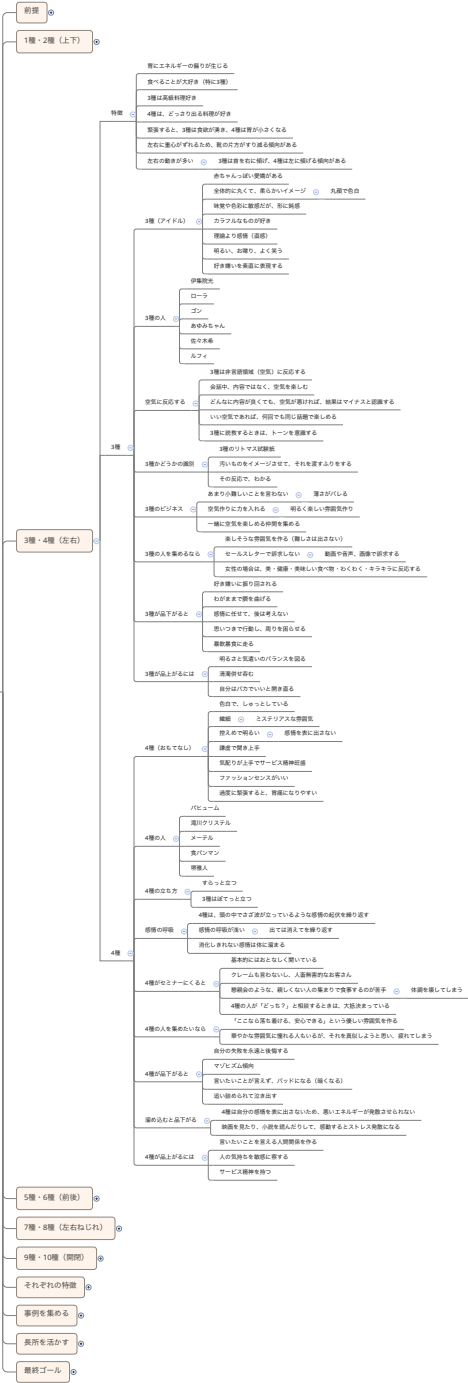 前提
1種・2種（上下）
3種・4種（左右）
特徴
胃にエネルギーの偏りが生じる
食べることが大好き（特に3種）
3種は高級料理好き
4種は、どっさり出る料理が好き
緊張すると、3種は食欲が湧き、4種は胃が小さくなる
左右に重心がずれるため、靴の片方がすり減る傾向がある
左右の動きが多い
3種は首を右に傾げ、4種は左に傾げる傾向がある
3種
3種（アイドル）
赤ちゃんっぽい愛嬌がある
全体的に丸くて、柔らかいイメージ
丸顔で色白
味覚や色彩に敏感だが、形に鈍感
カラフルなものが好き
理論より感情（直感）
明るい、お喋り、よく笑う
好き嫌いを素直に表現する
3種の人
伊集院光
ローラ
ゴン
あゆみちゃん
佐々木希
ルフィ
空気に反応する
3種は非言語領域（空気）に反応する
会話中、内容ではなく、空気を楽しむ
どんなに内容が良くても、空気が悪ければ、結果はマイナスと認識する
いい空気であれば、何回でも同じ話題で楽しめる
3種に説教するときは、トーンを意識する
3種かどうかの識別
3種のリトマス試験紙
汚いものをイメージさせて、それを渡すふりをする
その反応で、わかる
3種のビジネス
あまり小難しいことを言わない
薄さがバレる
空気作りに力を入れる
明るく楽しい雰囲気作り
一緒に空気を楽しめる仲間を集める
3種の人を集めるなら
楽しそうな雰囲気を作る（難しさは出さない）
セールスレターで訴求しない
動画や音声、画像で訴求する
女性の場合は、美・健康・美味しい食べ物・わくわく・キラキラに反応する
3種が品下がると
好き嫌いに振り回される
わがままで臍を曲げる
感情に任せて、後は考えない
思いつきで行動し、周りを困らせる
暴飲暴食に走る
3種が品上がるには
明るさと気遣いのバランスを図る
清濁併せ呑む
自分はバカでいいと開き直る
4種
4種（おもてなし）
色白で、しゅっとしている
繊細
ミステリアスな雰囲気
控えめで明るい
感情を表に出さない
謙虚で聞き上手
気配りが上手でサービス精神旺盛
ファッションセンスがいい
過度に緊張すると、胃痛になりやすい
4種の人
パヒューム
滝川クリステル
メーテル
食パンマン
堺雅人
4種の立ち方
すらっと立つ
3種はぽてっと立つ
感情の呼吸
4種は、頭の中でさざ波が立っているような感情の起伏を繰り返す
感情の呼吸が浅い
出ては消えてを繰り返す
消化しきれない感情は体に溜まる
4種がセミナーにくると
基本的にはおとなしく聞いている
クレームも言わないし、人畜無害的なお客さん
懇親会のような、親しくない人の集まりで食事するのが苦手
体調を壊してしまう
4種の人が「どっち？」と相談するときは、大抵決まっている
4種の人を集めたいなら
「ここなら落ち着ける、安心できる」という優しい雰囲気を作る
華やかな雰囲気に憧れる人もいるが、それを真似しようと思い、疲れてしまう
4種が品下がると
自分の失敗を永遠と後悔する
マゾヒズム傾向
言いたいことが言えず、バッドになる（暗くなる）
追い詰められて泣き出す
溜め込むと品下がる
4種は自分の感情を表に出さないため、悪いエネルギーが発散させられない
映画を見たり、小説を読んだりして、感動するとストレス発散になる
4種が品上がるには
言いたいことを言える人間関係を作る
人の気持ちを敏感に察する
サービス精神を持つ
5種・6種（前後）
7種・8種（左右ねじれ）
9種・10種（開閉）
それぞれの特徴
事例を集める
長所を活かす
最終ゴール